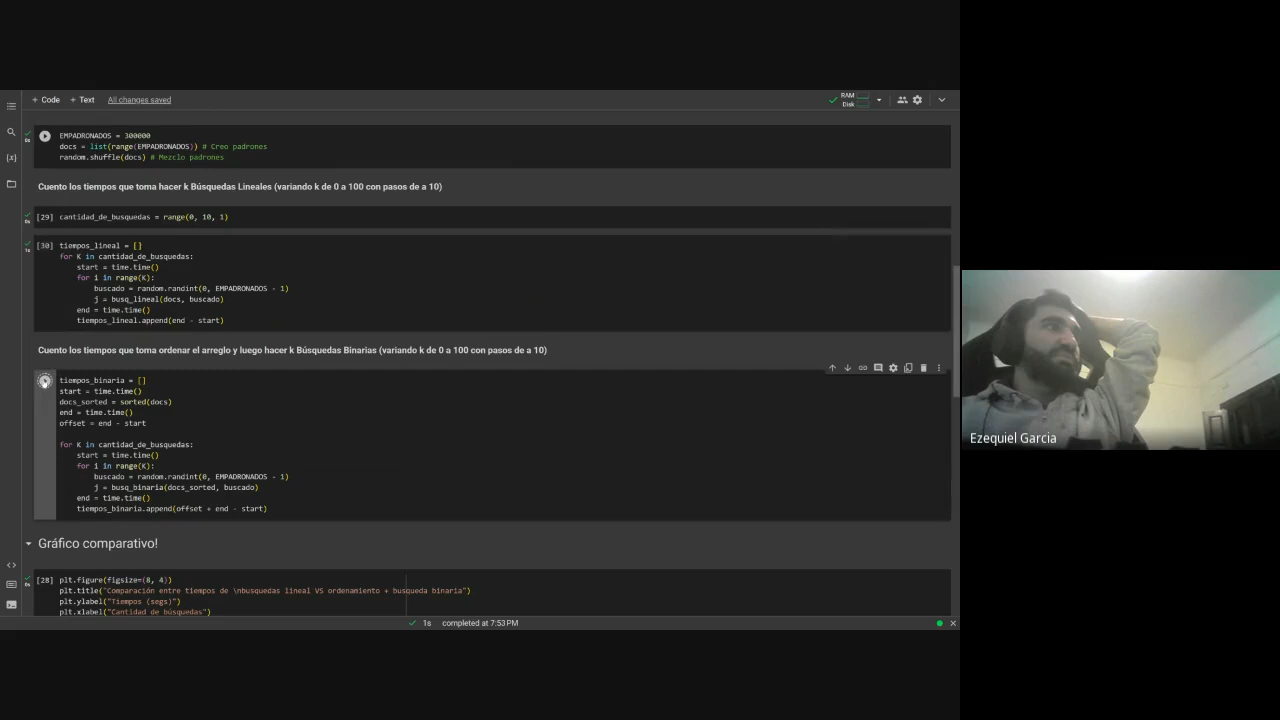 + Code + Text All changes saved
RAM
Disk
EMPADRONADOS = 300000
docs = list(range(EMPADRONADOS)) # Creo padrones
random.shuffle(docs) # Mezclo padrones
Cuento los tiempos que toma hacer k Búsquedas Lineales (variando k de 0 a 100 con pasos de a 10)
[29] cantidad_de_busquedas = range(0, 10, 1)
[30] tiempos_lineal = []
for K in cantidad_de_busquedas:
start = time.time()
for i in range(K):
buscado = random.randint(0, EMPADRONADOS - 1)
j = busq_lineal(docs, buscado)
end = time.time()
tiempos_lineal.append(end - start)
Cuento los tiempos que toma ordenar el arreglo y luego hacer k Búsquedas Binarias (variando k de 0 a 100 con pasos de a 10)
tiempos_binaria = []
start = time.time()
docs_sorted = sorted(docs)
end = time.time()
offset = end - start
for K in cantidad_de_busquedas:
start = time.time()
for i in range(K):
buscado = random.randint(0, EMPADRONADOS - 1)
j = busq_binaria(docs_sorted, buscado)
end = time.time()
tiempos_binaria.append(offset + end - start)
Gráfico comparativo!
[28] plt.figure(figsize=(8, 4))
plt.title("Comparación entre tiempos de \nbusquedas lineal VS ordenamiento + busqueda binaria")
plt.ylabel("Tiempos (segs)")
plt.xlabel("Cantidad de búsquedas")
1s completed at 7:53 PM
Ezequiel Garcia